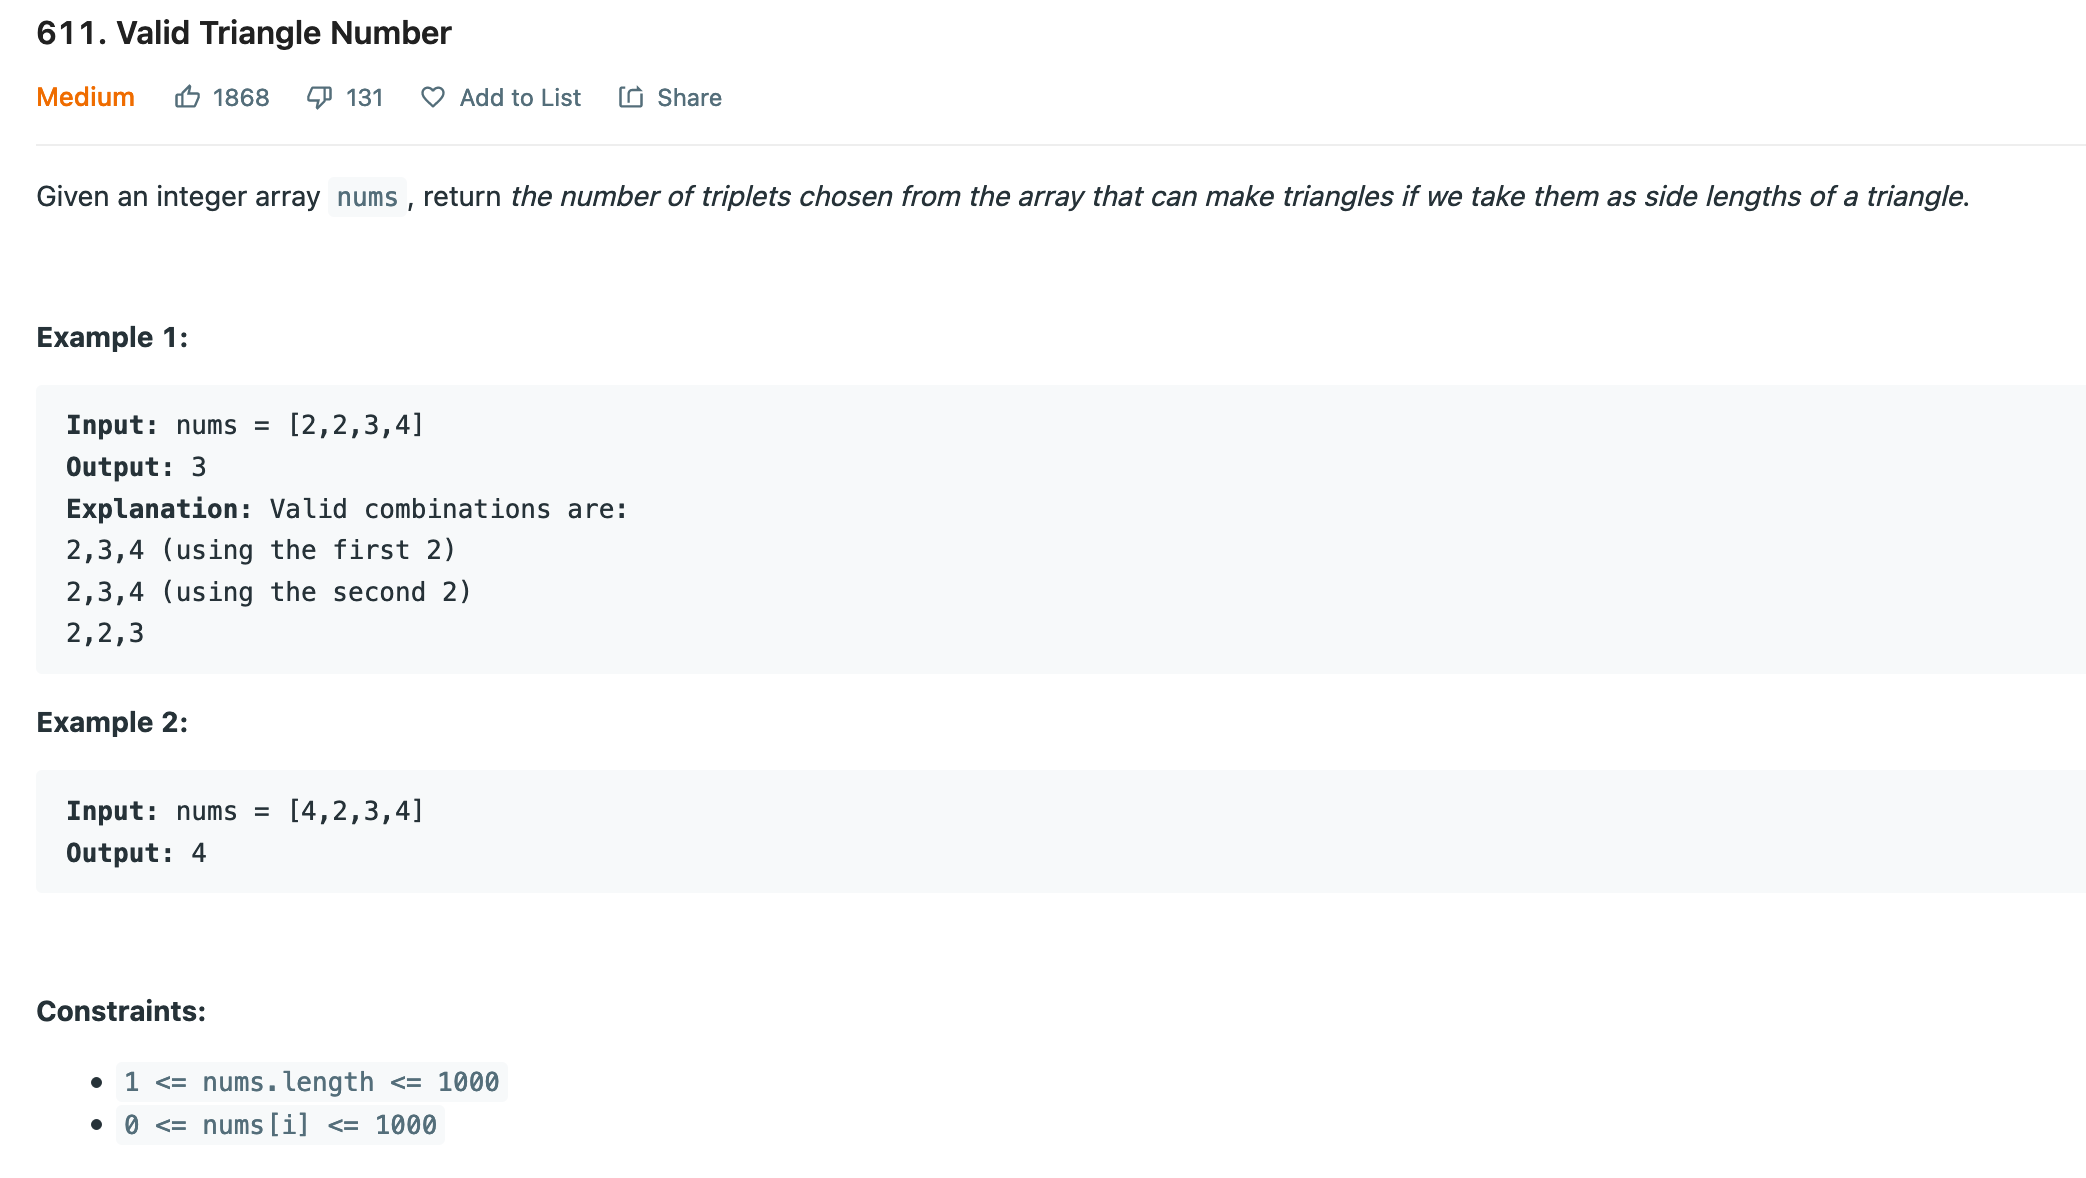 611. Valid Triangle Number
Medium 1868 131 Add to List Share
Given an integer array nums, return the number of triplets chosen from the array that can make triangles if we take them as side lengths of a triangle.
Example 1:
Input: nums = [2,2,3,4]
Output: 3
Explanation: Valid combinations are:
2,3,4 (using the first 2)
2,3,4 (using the second 2)
2,2,3
Example 2:
Input: nums = [4,2,3,4]
Output: 4
Constraints:
• 1 <= nums.length <= 1000
• 0 <= nums[i] <= 1000